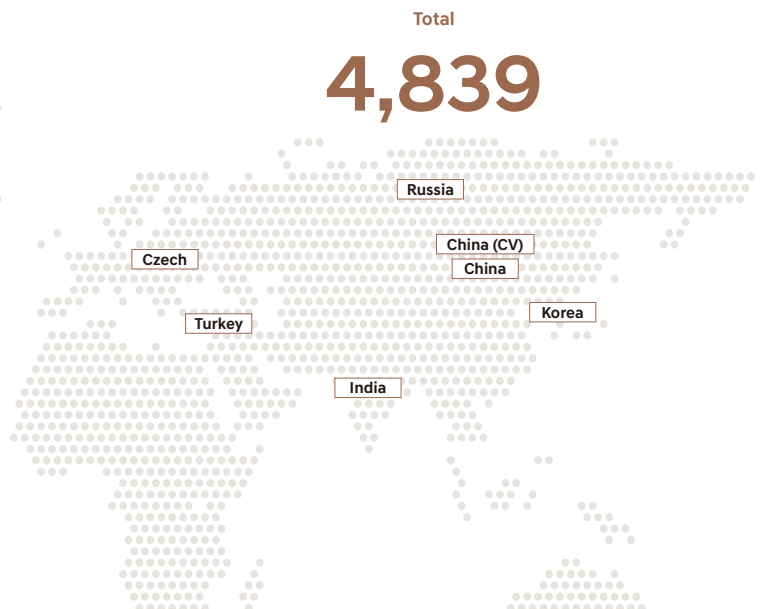 Total
4,839
Russia
China (CV)
Czech
China
Korea
Turkey
India